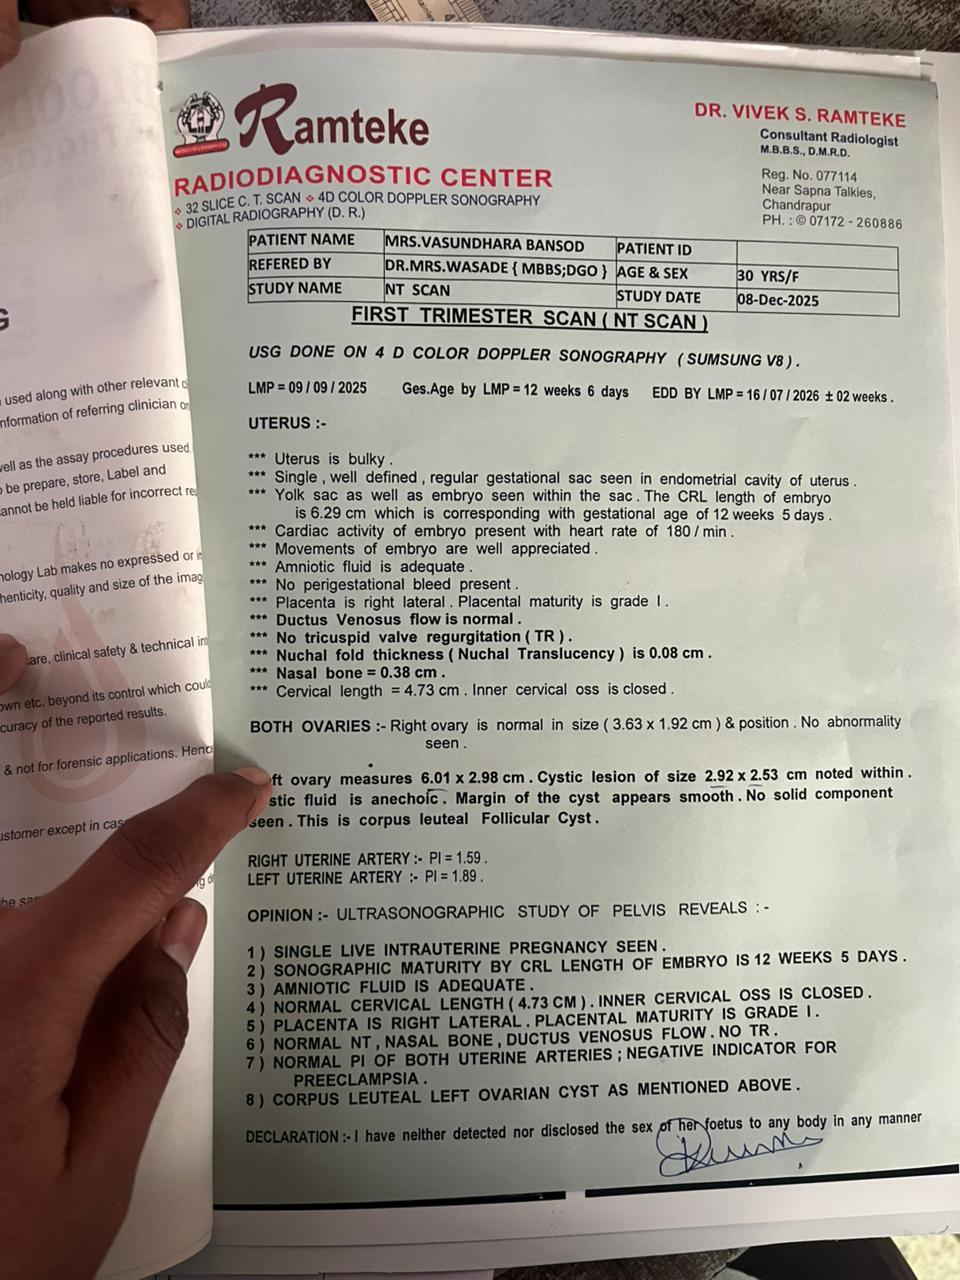 Ramteke
RADIODIAGNOSTIC CENTER
32 SLICE C. T. SCAN 4D COLOR DOPPLER SONOGRAPHY
DIGITAL RADIOGRAPHY (D. R.)
DR. VIVEK S. RAMTEKE
Consultant Radiologist
M.B.B.S., D.M.R.D.
Reg. No. 077114
Near Sapna Talkies,
Chandrapur
PH. : © 07172 - 260886
PATIENT NAME MRS.VASUNDHARA BANSOD PATIENT ID
REFERED BY DR.MRS.WASADE { MBBS;DGO } AGE & SEX 30 YRS/F
STUDY NAME NT SCAN STUDY DATE 08-Dec-2025
FIRST TRIMESTER SCAN ( NT SCAN )
USG DONE ON 4 D COLOR DOPPLER SONOGRAPHY ( SUMSUNG V8 ) .
LMP = 09 / 09 / 2025 Ges.Age by LMP = 12 weeks 6 days EDD BY LMP = 16 / 07 / 2026 ± 02 weeks .
UTERUS :-
*** Uterus is bulky .
*** Single , well defined , regular gestational sac seen in endometrial cavity of uterus .
*** Yolk sac as well as embryo seen within the sac . The CRL length of embryo
is 6.29 cm which is corresponding with gestational age of 12 weeks 5 days .
*** Cardiac activity of embryo present with heart rate of 180 / min .
*** Movements of embryo are well appreciated .
*** Amniotic fluid is adequate .
*** No perigestational bleed present .
*** Placenta is right lateral . Placental maturity is grade I .
*** Ductus Venosus flow is normal .
*** No tricuspid valve regurgitation ( TR ) .
*** Nuchal fold thickness ( Nuchal Translucency ) is 0.08 cm .
*** Nasal bone = 0.38 cm .
*** Cervical length = 4.73 cm . Inner cervical oss is closed .
BOTH OVARIES :- Right ovary is normal in size ( 3.63 x 1.92 cm ) & position . No abnormality
seen .
ft ovary measures 6.01 x 2.98 cm . Cystic lesion of size 2.92 x 2.53 cm noted within .
stic fluid is anechoic . Margin of the cyst appears smooth . No solid component
seen . This is corpus leuteal Follicular Cyst .
RIGHT UTERINE ARTERY :- PI = 1.59 .
LEFT UTERINE ARTERY :- PI = 1.89 .
OPINION :- ULTRASONOGRAPHIC STUDY OF PELVIS REVEALS : -
1 ) SINGLE LIVE INTRAUTERINE PREGNANCY SEEN .
2 ) SONOGRAPHIC MATURITY BY CRL LENGTH OF EMBRYO IS 12 WEEKS 5 DAYS .
3 ) AMNIOTIC FLUID IS ADEQUATE .
4 ) NORMAL CERVICAL LENGTH ( 4.73 CM ) . INNER CERVICAL OSS IS CLOSED .
5 ) PLACENTA IS RIGHT LATERAL . PLACENTAL MATURITY IS GRADE I .
6 ) NORMAL NT , NASAL BONE , DUCTUS VENOSUS FLOW . NO TR .
7 ) NORMAL PI OF BOTH UTERINE ARTERIES ; NEGATIVE INDICATOR FOR
PREECLAMPSIA .
8 ) CORPUS LEUTEAL LEFT OVARIAN CYST AS MENTIONED ABOVE .
DECLARATION :- I have neither detected nor disclosed the sex of her foetus to any body in any manner
G
used along with other relevant
nformation of referring clinician or
well as the assay procedures used
o be prepare, store, Label and
annot be held liable for incorrect
nology Lab makes no expressed or
henticity, quality and size of the imag
care, clinical safety & technical
own etc. beyond its control which could
curacy of the reported results.
& not for forensic applications. Henc
ustomer except in cas